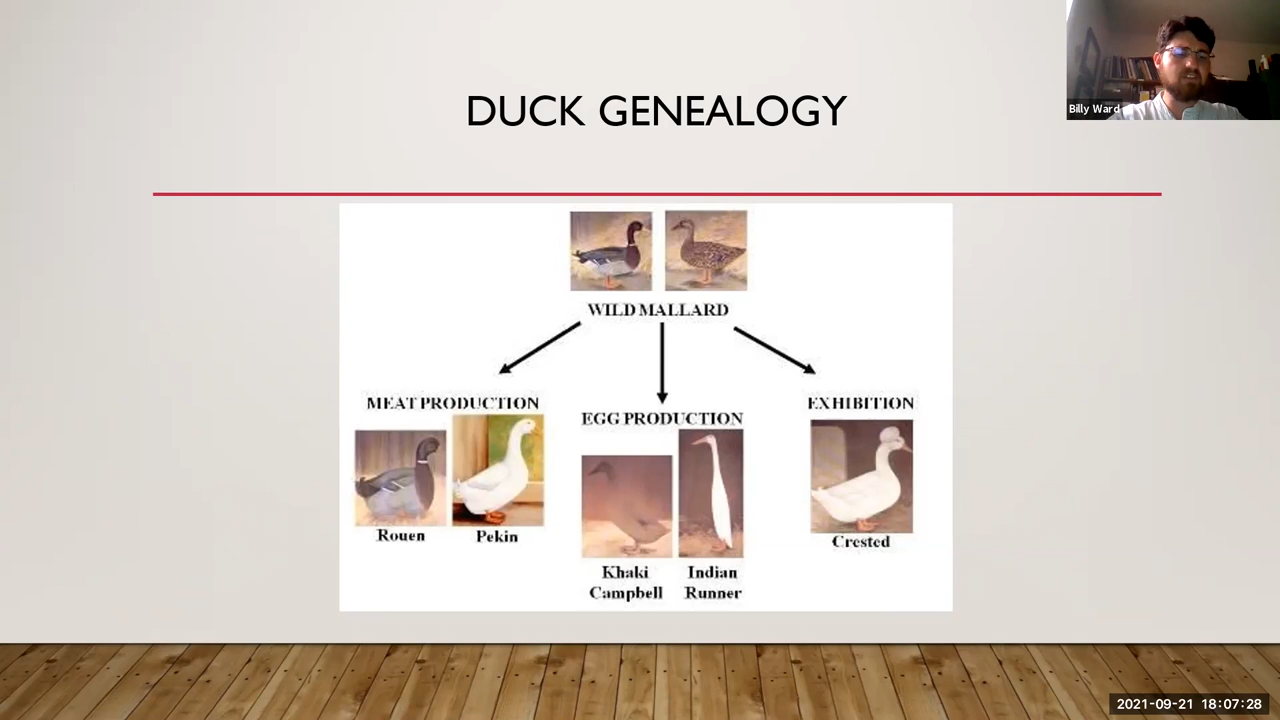 DUCK GENEALOGY
Billy Ward
WILD MALLARD
MEAT PRODUCTION
EGG PRODUCTION
EXHIBITION
Rouen
Pekin
Khaki
Campbell
Indian
Runner
Crested
2021-09-21 18:07:28